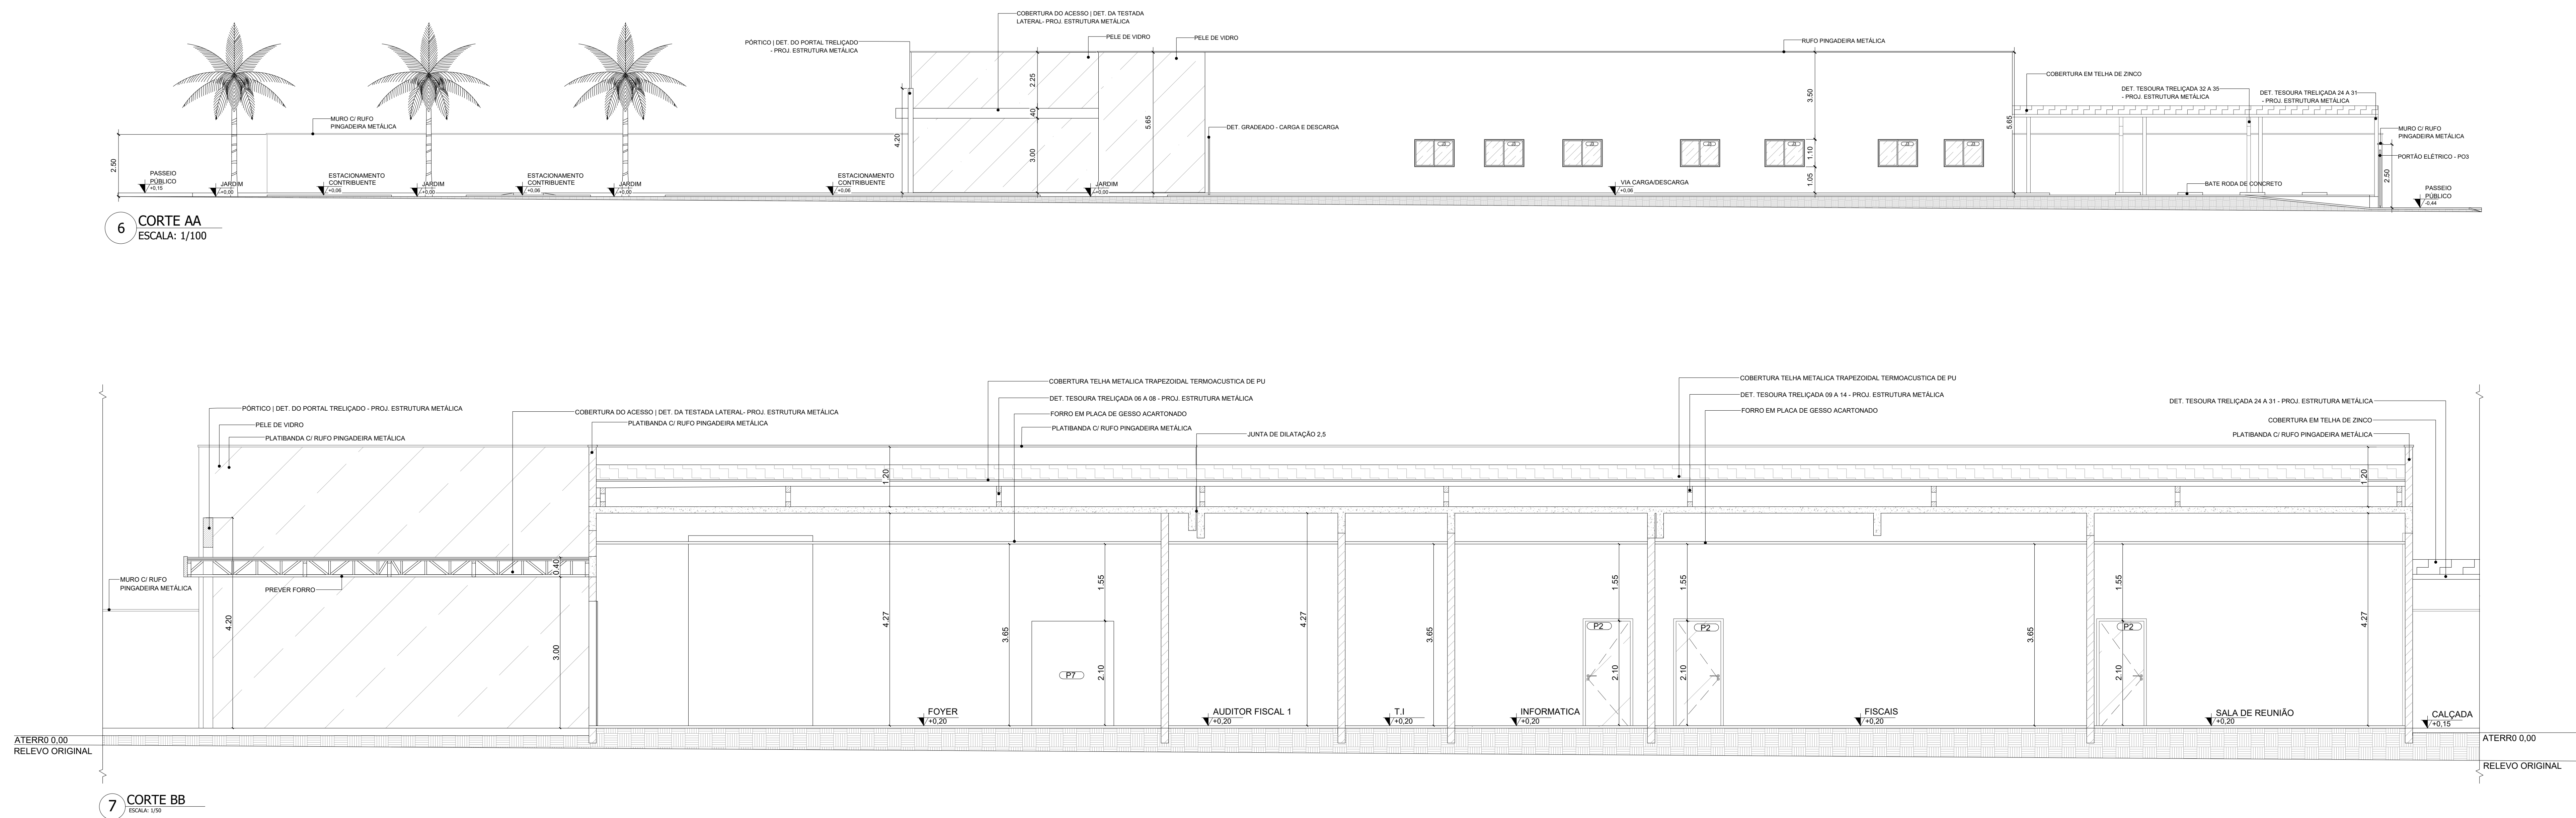 COBERTURA DO ACESSO | DET. DA TESTADA
LATERAL- PROJ. ESTRUTURA METÁLICA
PÓRTICO | DET. DO PORTAL TRELIÇADO
- PROJ. ESTRUTURA METÁLICA
PELE DE VIDRO
PELE DE VIDRO
RUFO PINGADEIRA METÁLICA
COBERTURA EM TELHA DE ZINCO
DET. TESOURA TRELIÇADA 32 A 35
- PROJ. ESTRUTURA METÁLICA
DET. TESOURA TRELIÇADA 24 A 31
- PROJ. ESTRUTURA METÁLICA
MURO C/ RUFO
PINGADEIRA METÁLICA
DET. GRADEADO - CARGA E DESCARGA
MURO C/ RUFO
PINGADEIRA METÁLICA
PORTÃO ELÉTRICO - PO3
2.50
4.20
2.25
40
3.00
5.65
3.50
1.10
1.05
5.65
2.50
PASSEIO
PÚBLICO
+0,15
JARDIM
+0,00
ESTACIONAMENTO
CONTRIBUENTE
+0,06
JARDIM
+0,00
ESTACIONAMENTO
CONTRIBUENTE
+0,06
JARDIM
+0,00
ESTACIONAMENTO
CONTRIBUENTE
+0,06
JARDIM
+0,00
VIA CARGA/DESCARGA
+0,06
BATE RODA DE CONCRETO
PASSEIO
PÚBLICO
-0,44
6
CORTE AA
ESCALA: 1/100
COBERTURA TELHA METALICA TRAPEZOIDAL TERMOACUSTICA DE PU
COBERTURA TELHA METALICA TRAPEZOIDAL TERMOACUSTICA DE PU
DET. TESOURA TRELIÇADA 06 A 08 - PROJ. ESTRUTURA METÁLICA
DET. TESOURA TRELIÇADA 09 A 14 - PROJ. ESTRUTURA METÁLICA
DET. TESOURA TRELIÇADA 24 A 31 - PROJ. ESTRUTURA METÁLICA
PÓRTICO | DET. DO PORTAL TRELIÇADO - PROJ. ESTRUTURA METÁLICA
COBERTURA DO ACESSO | DET. DA TESTADA LATERAL- PROJ. ESTRUTURA METÁLICA
FORRO EM PLACA DE GESSO ACARTONADO
FORRO EM PLACA DE GESSO ACARTONADO
COBERTURA EM TELHA DE ZINCO
PELE DE VIDRO
PLATIBANDA C/ RUFO PINGADEIRA METÁLICA
PLATIBANDA C/ RUFO PINGADEIRA METÁLICA
PLATIBANDA C/ RUFO PINGADEIRA METÁLICA
JUNTA DE DILATAÇÃO 2,5
PLATIBANDA C/ RUFO PINGADEIRA METÁLICA
1.20
1.20
MURO C/ RUFO
PINGADEIRA METÁLICA
PREVER FORRO
0.40
4.20
3.00
4.27
3.65
1.55
2.10
P7
4.27
3.65
P2
1.55
2.10
1.55
2.10
P2
3.65
1.55
2.10
P2
4.27
FOYER
+0,20
AUDITOR FISCAL 1
+0,20
T.I
+0,20
INFORMATICA
+0,20
FISCAIS
+0,20
SALA DE REUNIÃO
+0,20
CALÇADA
+0,15
ATERR0 0,00
RELEVO ORIGINAL
ATERR0 0,00
RELEVO ORIGINAL
7
CORTE BB
ESCALA: 1/50